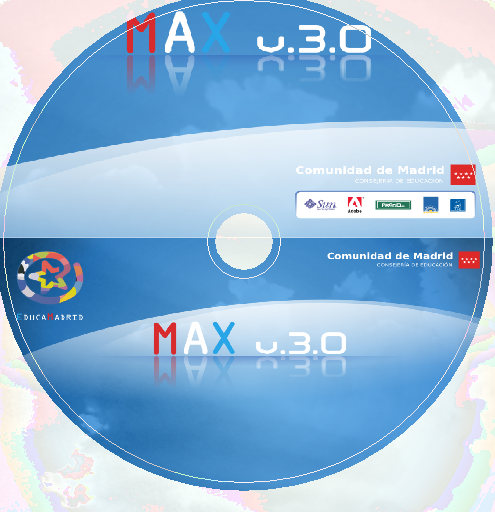 MAX v.3.0
Comunidad de Madrid
CONSEJERÍA DE EDUCACIÓN
Sun
Adobe
Comunidad de Madrid
CONSEJERÍA DE EDUCACIÓN
EDUCAMADRID
MAX v.3.0